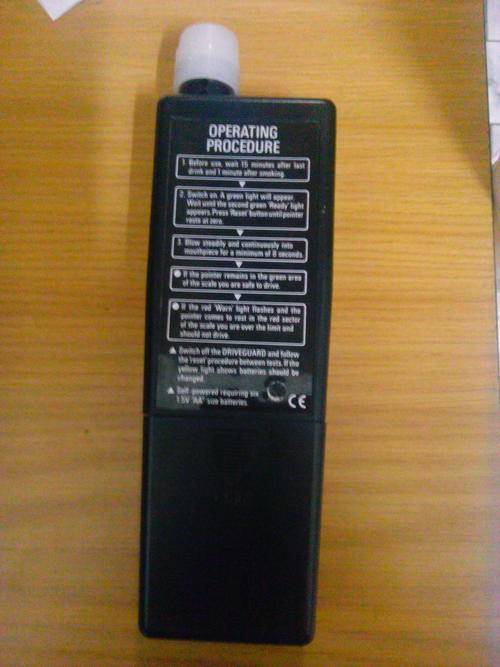 OPERATING
PROCEDURE
1. Before use, wait 15 minutes after last
drink and 1 minute after smoking.
2. Switch on. A green light will appear.
Wait until the second green 'Ready' light
appears. Press 'Reset' button until pointer
rests at zero.
3. Blow steadily and continuously into
mouthpiece for a minimum of 8 seconds.
If the pointer remains in the green area
of the scale you are safe to drive.
If the red 'Warn' light flashes and the
pointer comes to rest in the red sector
of the scale you are over the limit and
should not drive.
Switch off the DRIVEGUARD and follow
the 'reset' procedure between tests. If the
yellow light shows batteries should be
changed.
Self-powered requiring six
1.5V "AA" size batteries.
CE